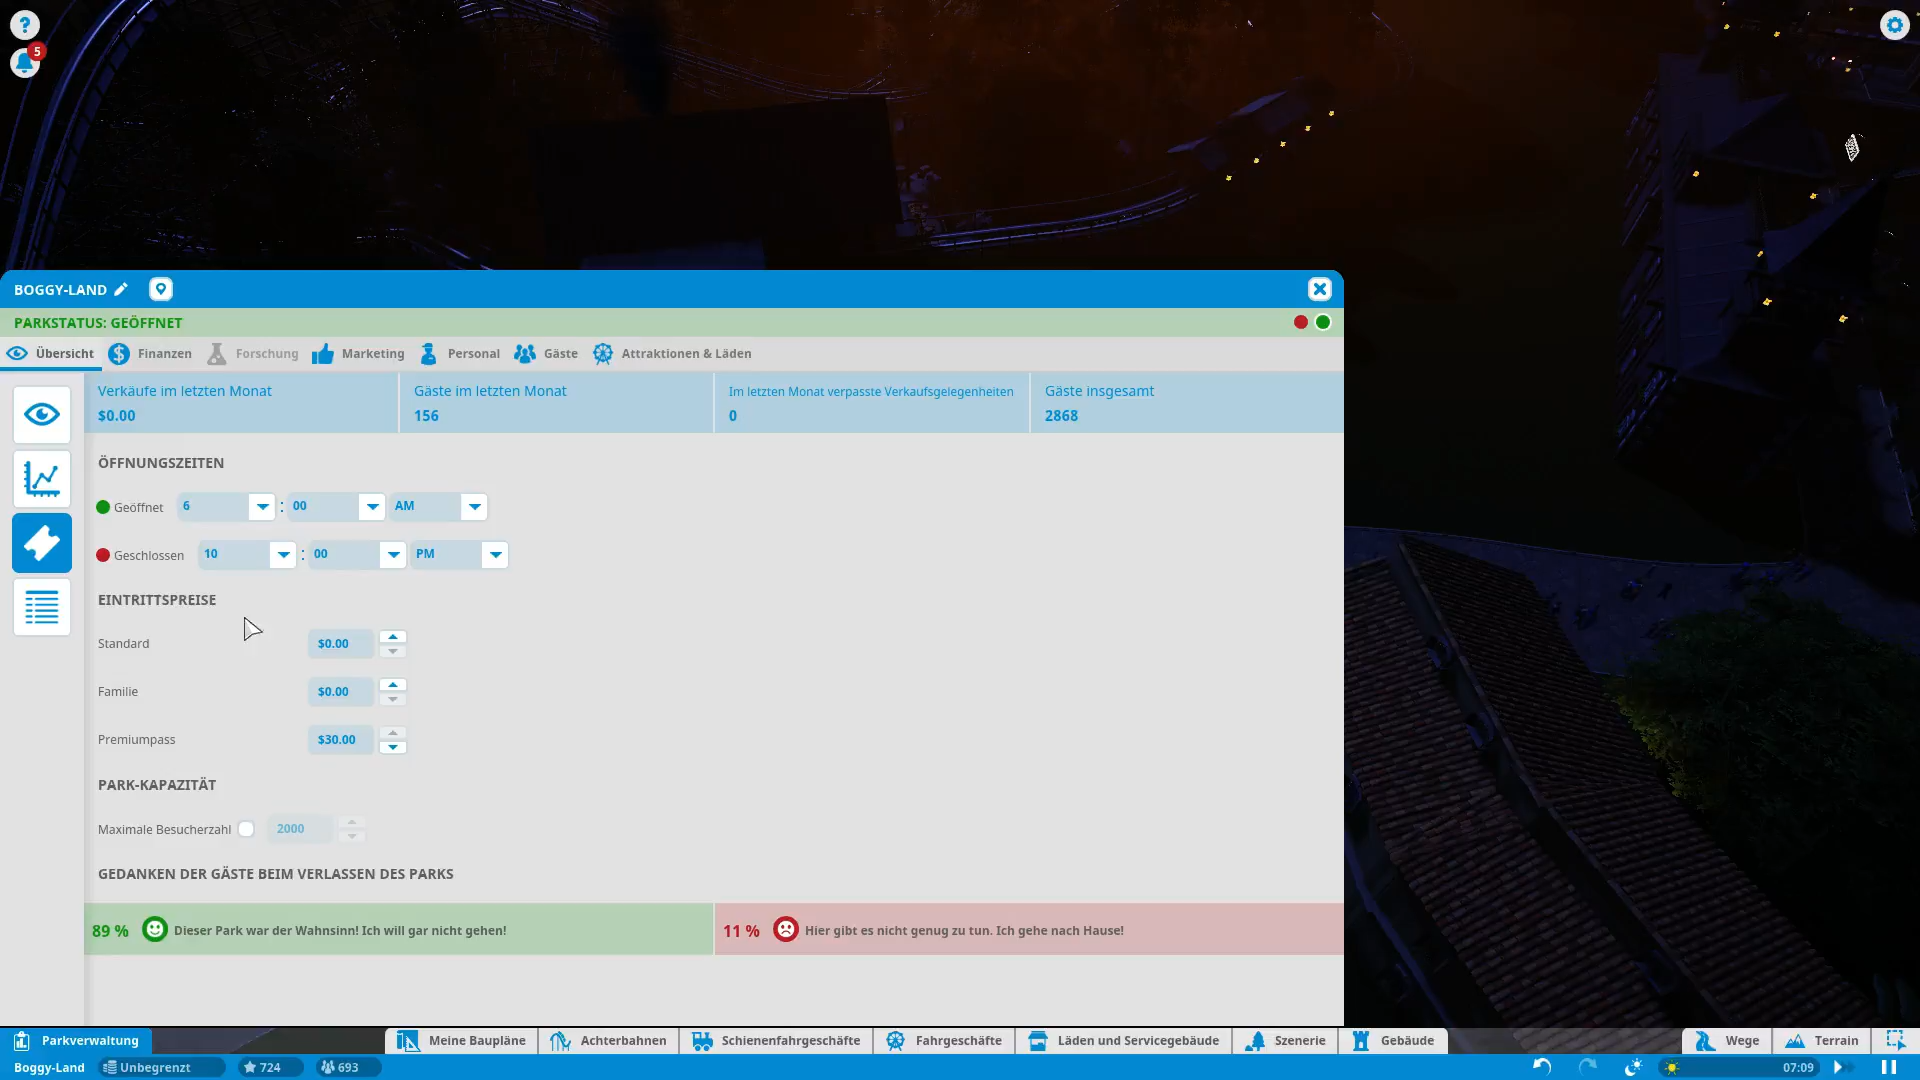 ?
5
BOGGY-LAND
PARKSTATUS: GEÖFFNET
Übersicht
Finanzen
Forschung
Marketing
Personal
Gäste
Attraktionen & Läden
Verkäufe im letzten Monat
$0.00
Gäste im letzten Monat
156
Im letzten Monat verpasste Verkaufsgelegenheiten
0
Gäste insgesamt
2868
ÖFFNUNGSZEITEN
Geöffnet 6 : 00 AM
Geschlossen 10 : 00 PM
EINTRITTSPREISE
Standard $0.00
Familie $0.00
Premiumpass $30.00
PARK-KAPAZITÄT
Maximale Besucherzahl 2000
GEDANKEN DER GÄSTE BEIM VERLASSEN DES PARKS
89 % Dieser Park war der Wahnsinn! Ich will gar nicht gehen!
11 % Hier gibt es nicht genug zu tun. Ich gehe nach Hause!
Parkverwaltung
Meine Baupläne
Achterbahnen
Schienenfahrgeschäfte
Fahrgeschäfte
Läden und Servicegebäude
Szenerie
Gebäude
Wege
Terrain
Boggy-Land
Unbegrenzt
724
693
07:09